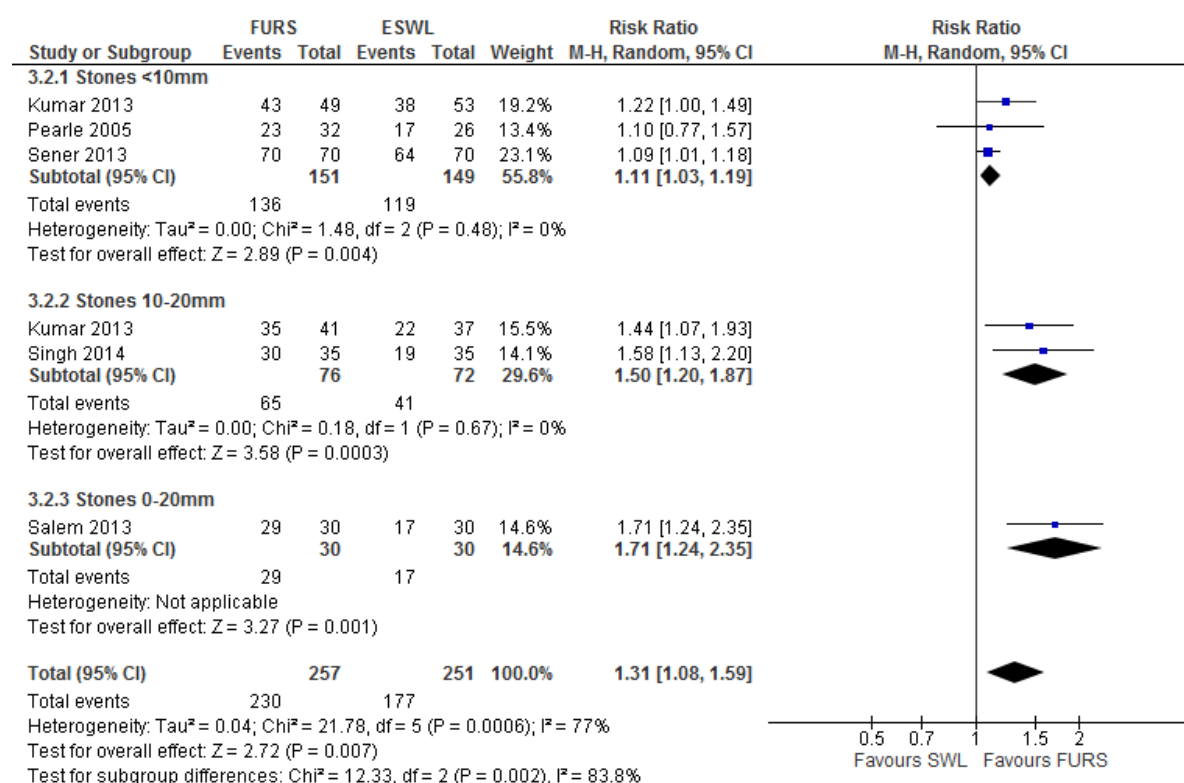 FURS ESWL Risk Ratio Risk Ratio
Study or Subgroup Events Total Events Total Weight M-H, Random, 95% CI M-H, Random, 95% CI
3.2.1 Stones <10mm
Kumar 2013 43 49 38 53 19.2% 1.22 [1.00, 1.49]
Pearle 2005 23 32 17 26 13.4% 1.10 [0.77, 1.57]
Sener 2013 70 70 64 70 23.1% 1.09 [1.01, 1.18]
Subtotal (95% CI) 151 149 55.8% 1.11 [1.03, 1.19]
Total events 136 119
Heterogeneity: Tau² = 0.00; Chi² = 1.48, df = 2 (P = 0.48); I² = 0%
Test for overall effect: Z = 2.89 (P = 0.004)
3.2.2 Stones 10-20mm
Kumar 2013 35 41 22 37 15.5% 1.44 [1.07, 1.93]
Singh 2014 30 35 19 35 14.1% 1.58 [1.13, 2.20]
Subtotal (95% CI) 76 72 29.6% 1.50 [1.20, 1.87]
Total events 65 41
Heterogeneity: Tau² = 0.00; Chi² = 0.18, df = 1 (P = 0.67); I² = 0%
Test for overall effect: Z = 3.58 (P = 0.0003)
3.2.3 Stones 0-20mm
Salem 2013 29 30 17 30 14.6% 1.71 [1.24, 2.35]
Subtotal (95% CI) 30 30 14.6% 1.71 [1.24, 2.35]
Total events 29 17
Heterogeneity: Not applicable
Test for overall effect: Z = 3.27 (P = 0.001)
Total (95% CI) 257 251 100.0% 1.31 [1.08, 1.59]
Total events 230 177
Heterogeneity: Tau² = 0.04; Chi² = 21.78, df = 5 (P = 0.0006); I² = 77%
Test for overall effect: Z = 2.72 (P = 0.007)
Test for subgroup differences: Chi² = 12.33, df = 2 (P = 0.002), I² = 83.8%
0.5 0.7 1 1.5 2
Favours SWL Favours FURS